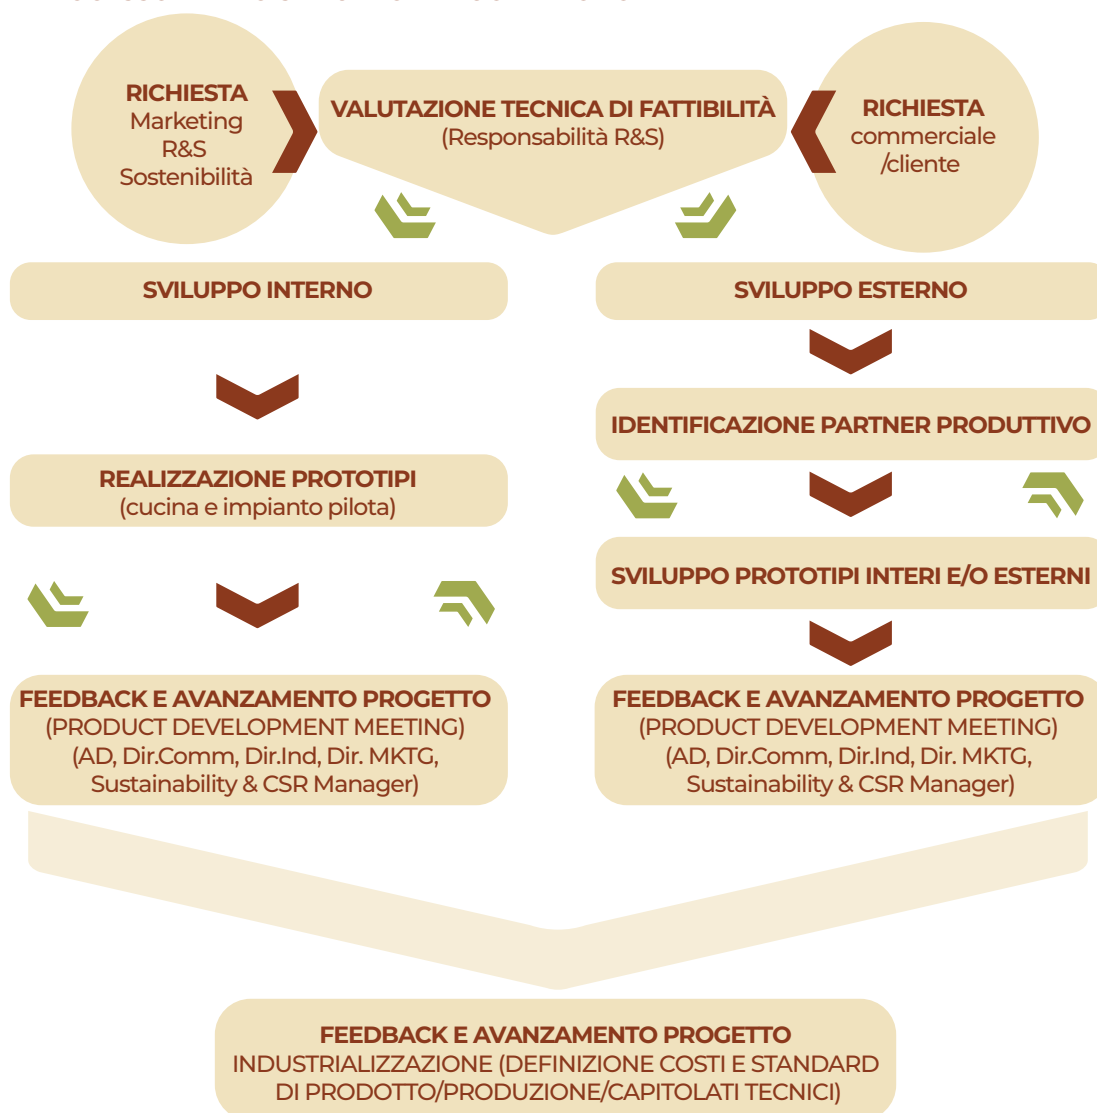 RICHIESTA
Marketing
R&S
Sostenibilità
VALUTAZIONE TECNICA DI FATTIBILITÀ
(Responsabilità R&S)
RICHIESTA
commerciale
/cliente
SVILUPPO INTERNO
SVILUPPO ESTERNO
IDENTIFICAZIONE PARTNER PRODUTTIVO
REALIZZAZIONE PROTOTIPI
(cucina e impianto pilota)
SVILUPPO PROTOTIPI INTERI E/O ESTERNI
FEEDBACK E AVANZAMENTO PROGETTO
(PRODUCT DEVELOPMENT MEETING)
(AD, Dir.Comm, Dir.Ind, Dir. MKTG,
Sustainability & CSR Manager)
FEEDBACK E AVANZAMENTO PROGETTO
(PRODUCT DEVELOPMENT MEETING)
(AD, Dir.Comm, Dir.Ind, Dir. MKTG,
Sustainability & CSR Manager)
FEEDBACK E AVANZAMENTO PROGETTO
INDUSTRIALIZZAZIONE (DEFINIZIONE COSTI E STANDARD
DI PRODOTTO/PRODUZIONE/CAPITOLATI TECNICI)